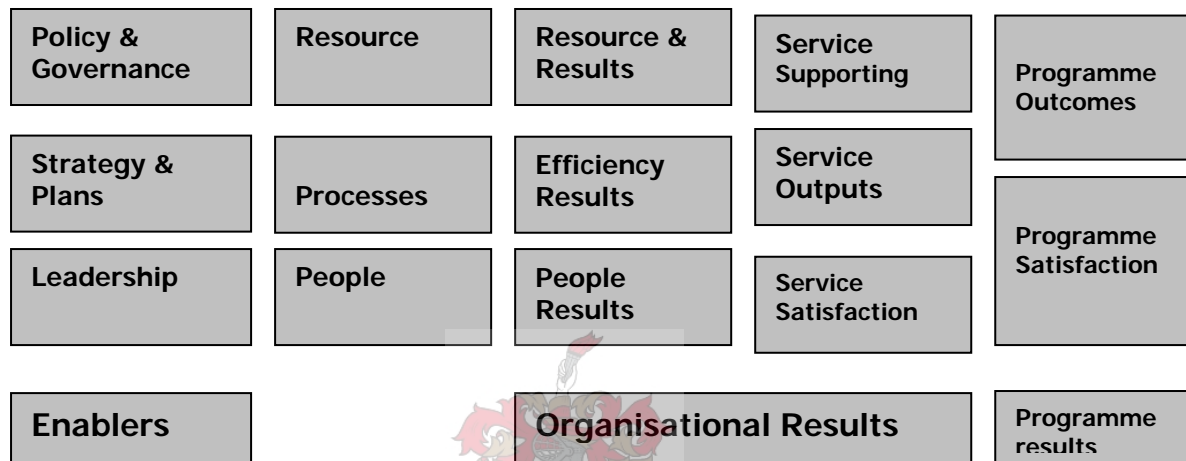 Policy &
Governance
Resource
Resource &
Results
Service
Supporting
Programme
Outcomes
Strategy &
Plans
Processes
Efficiency
Results
Service
Outputs
Programme
Satisfaction
Leadership
People
People
Results
Service
Satisfaction
Enablers
Organisational Results
Programme
results